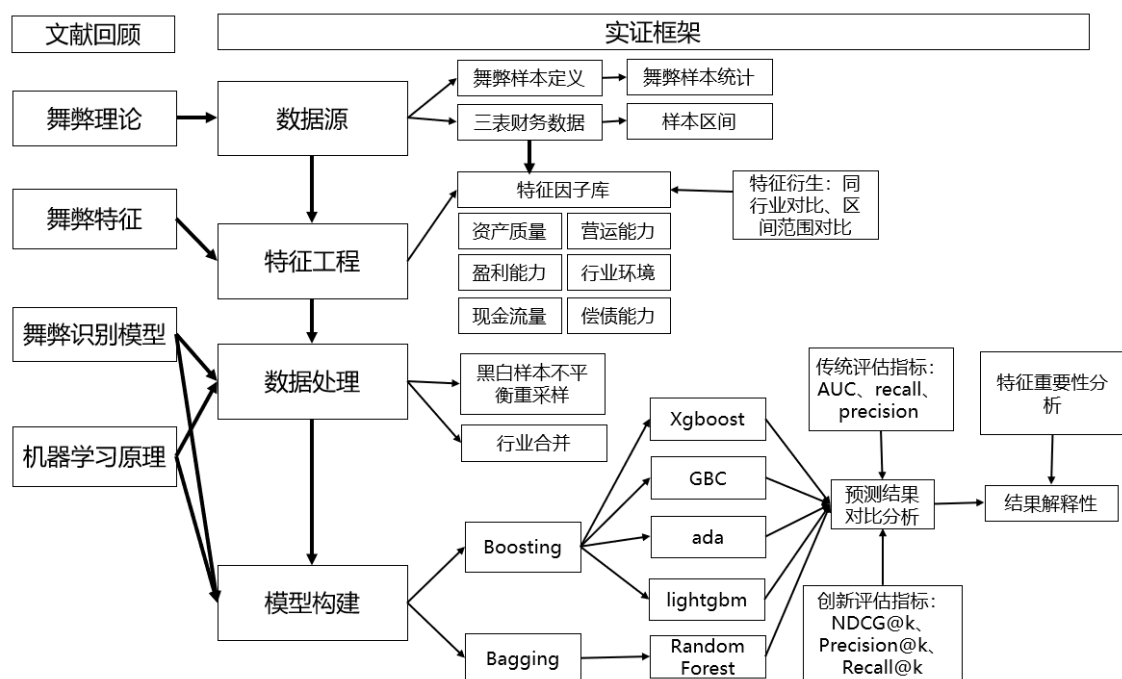 文献回顾
实证框架
舞弊理论
数据源
舞弊样本定义
舞弊样本统计
三表财务数据
样本区间
舞弊特征
特征工程
特征因子库
特征衍生：同
行业对比、区
间范围对比
资产质量
营运能力
盈利能力
行业环境
现金流量
偿债能力
舞弊识别模型
机器学习原理
数据处理
黑白样本不平
衡重采样
行业合并
模型构建
Boosting
Bagging
Xgboost
GBC
ada
lightgbm
Random
Forest
传统评估指标：
AUC、recall、
precision
预测结果
对比分析
创新评估指标：
NDCG@k、
Precision@k、
Recall@k
特征重要性分
析
结果解释性